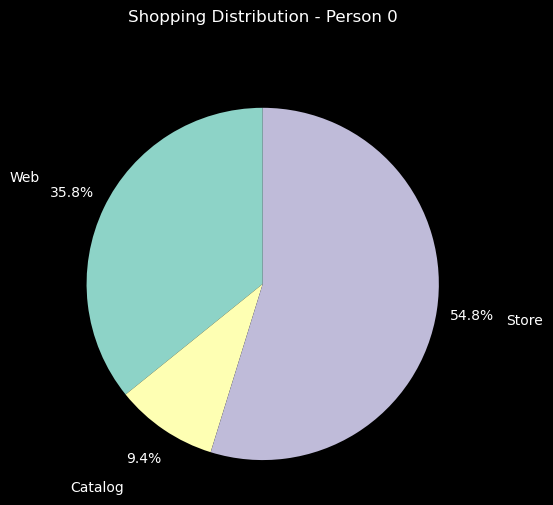 Shopping Distribution - Person 0
Web
35.8%
54.8%
Store
9.4%
Catalog